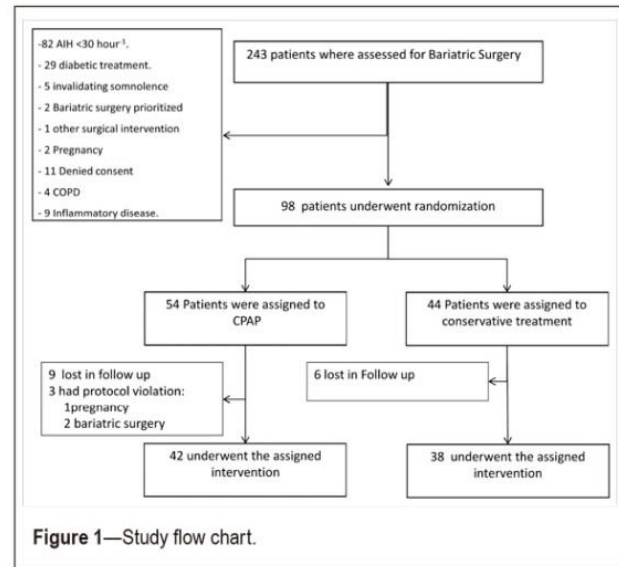 -82 AIH <30 hour-1.
- 29 diabetic treatment.
- 5 invalidating somnolence
- 2 Bariatric surgery prioritized
- 1 other surgical intervention
- 2 Pregnancy
- 11 Denied consent
- 4 COPD
- 9 Inflammatory disease.
243 patients where assessed for Bariatric Surgery
98 patients underwent randomization
54 Patients were assigned to
CPAP
44 Patients were assigned to
conservative treatment
9 lost in follow up
3 had protocol violation:
1pregnancy
2 bariatric surgery
6 lost in Follow up
42 underwent the assigned
intervention
38 underwent the assigned
intervention
Figure 1—Study flow chart.